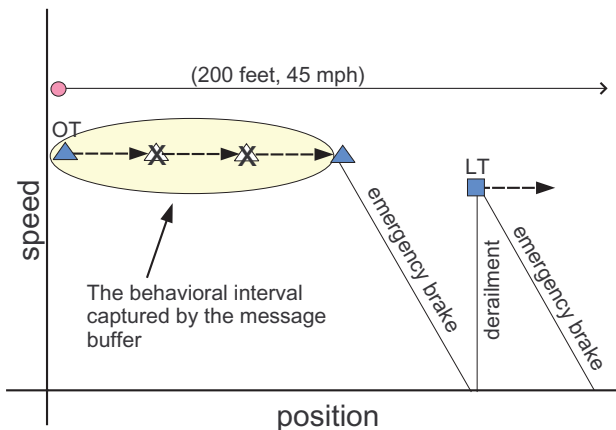 (200 feet, 45 mph)
OT
X
X
LT
speed
emergency brake
derailment
emergency brake
The behavioral interval
captured by the message
buffer
position